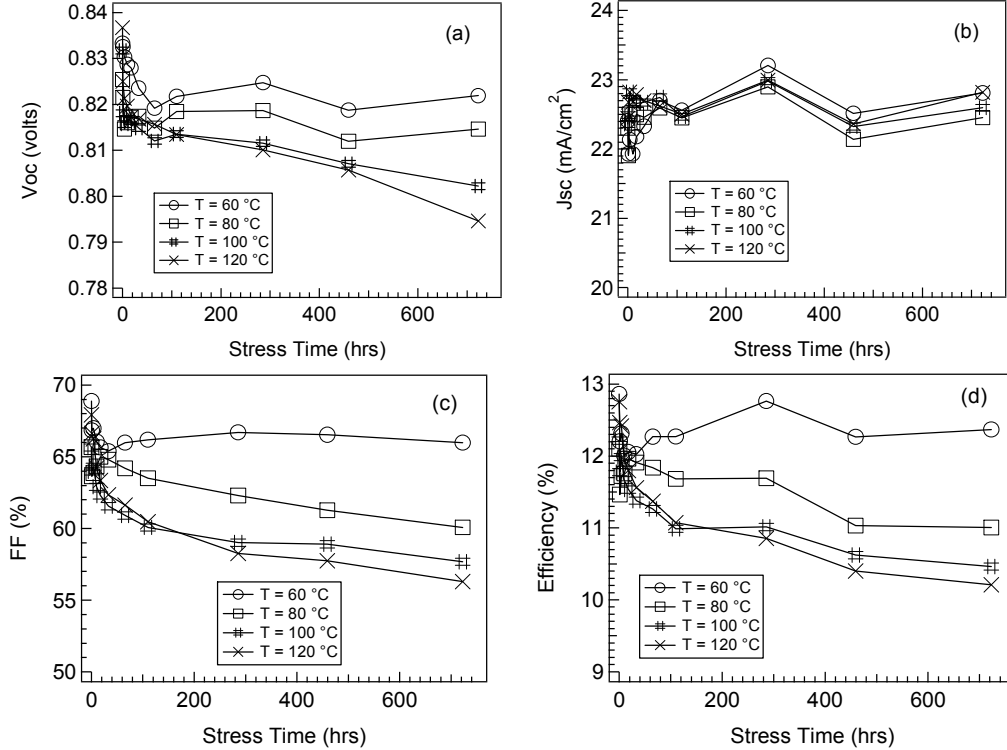 (a)
Voc (volts)
0.84
0.83
0.82
0.81
0.80
0.79
0.78
T = 60 °C
T = 80 °C
T = 100 °C
T = 120 °C
0
200
400
600
Stress Time (hrs)
(b)
Jsc (mA/cm²)
24
23
22
21
20
T = 60 °C
T = 80 °C
T = 100 °C
T = 120 °C
0
200
400
600
Stress Time (hrs)
(c)
FF (%)
70
65
60
55
50
T = 60 °C
T = 80 °C
T = 100 °C
T = 120 °C
0
200
400
600
Stress Time (hrs)
(d)
Efficiency (%)
13
12
11
10
9
T = 60 °C
T = 80 °C
T = 100 °C
T = 120 °C
0
200
400
600
Stress Time (hrs)